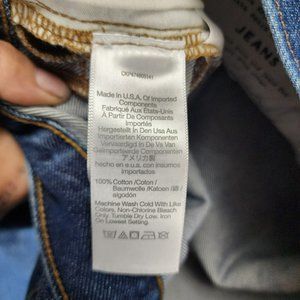 Made In U.S.A. Of Imported
Components
Fabriqué Aux Etats-Unis
A Partir De Composants
Importés
Hergestellt In Den Usa Aus
Importierten Komponenten
Vervaardigd In De Vs Van
Geïmporteerde Componenten
アメリカ製
Hecho en e.u.a. con insumos
importados
100% Cotton /Coton /
Baumwolle /Katoen / 綿
/algodón
Machine Wash Cold With Like
Colors, Non-Chlorine Bleach
Only. Tumble Dry Low. Iron
On Lowest Setting.
JEANS